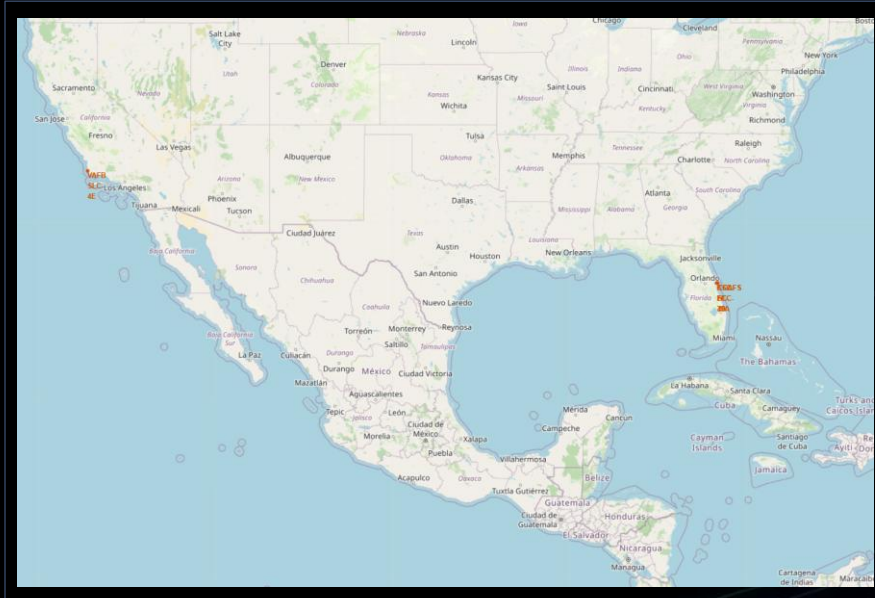 Iowa
Chicago
Cleveland
Boston
Salt Lake
City
Nebraska
Lincoln
Pennsylvania
New York
Denver
Utah
Illinois
Indiana
Ohio
Philadelphia
Sacramento
Nevada
Colorado
Kansas City
Kansas
Saint Louis
Cincinnati
West Virginia
Washington
Missouri
Wichita
Kentucky
Virginia
San Jose
California
Richmond
Fresno
Las Vegas
Tulsa
Tennessee
Raleigh
Albuquerque
Oklahoma
Memphis
Charlotte
North Carolina
Arkansas
VAFB
SLC-
4E
Los Angeles
Arizona
New Mexico
Phoenix
Tucson
Atlanta
South Carolina
Tijuana
Mexicali
Dallas
Mississippi
Alabama
Georgia
Ciudad Juárez
Texas
Louisiana
Austin
Houston
New Orleans
Jacksonville
Baja California
Sonora
Chihuahua
San Antonio
Orlando
Florida
Coahuila
Nuevo Laredo
Baja California
Sur
Torreón
Monterrey
Reynosa
Saltillo
Tamaulipas
Miami
Nassau
La Paz
Culiacán
Durango
The Bahamas
Durango
México
Ciudad Victoria
Mazatlán
La Habana
Santa Clara
Aguascalientes
Cuba
Camaguey
Turks and
Caicos Islands
Tepic
León
Jalisco
Mérida
Cancun
Ciudad de
México
Campeche
Morelia
Xalapa
Cayman
Islands
Santiago
de Cuba
Ayiti
Puebla
Villahermosa
Jamaica
Acapulco
Oaxaca
Belize
Tuxtla Gutiérrez
Guatemala
Ciudad de
Guatemala
Honduras
El Salvador
Nicaragua
Managua
Cartagena
de Indias
Maracaibo